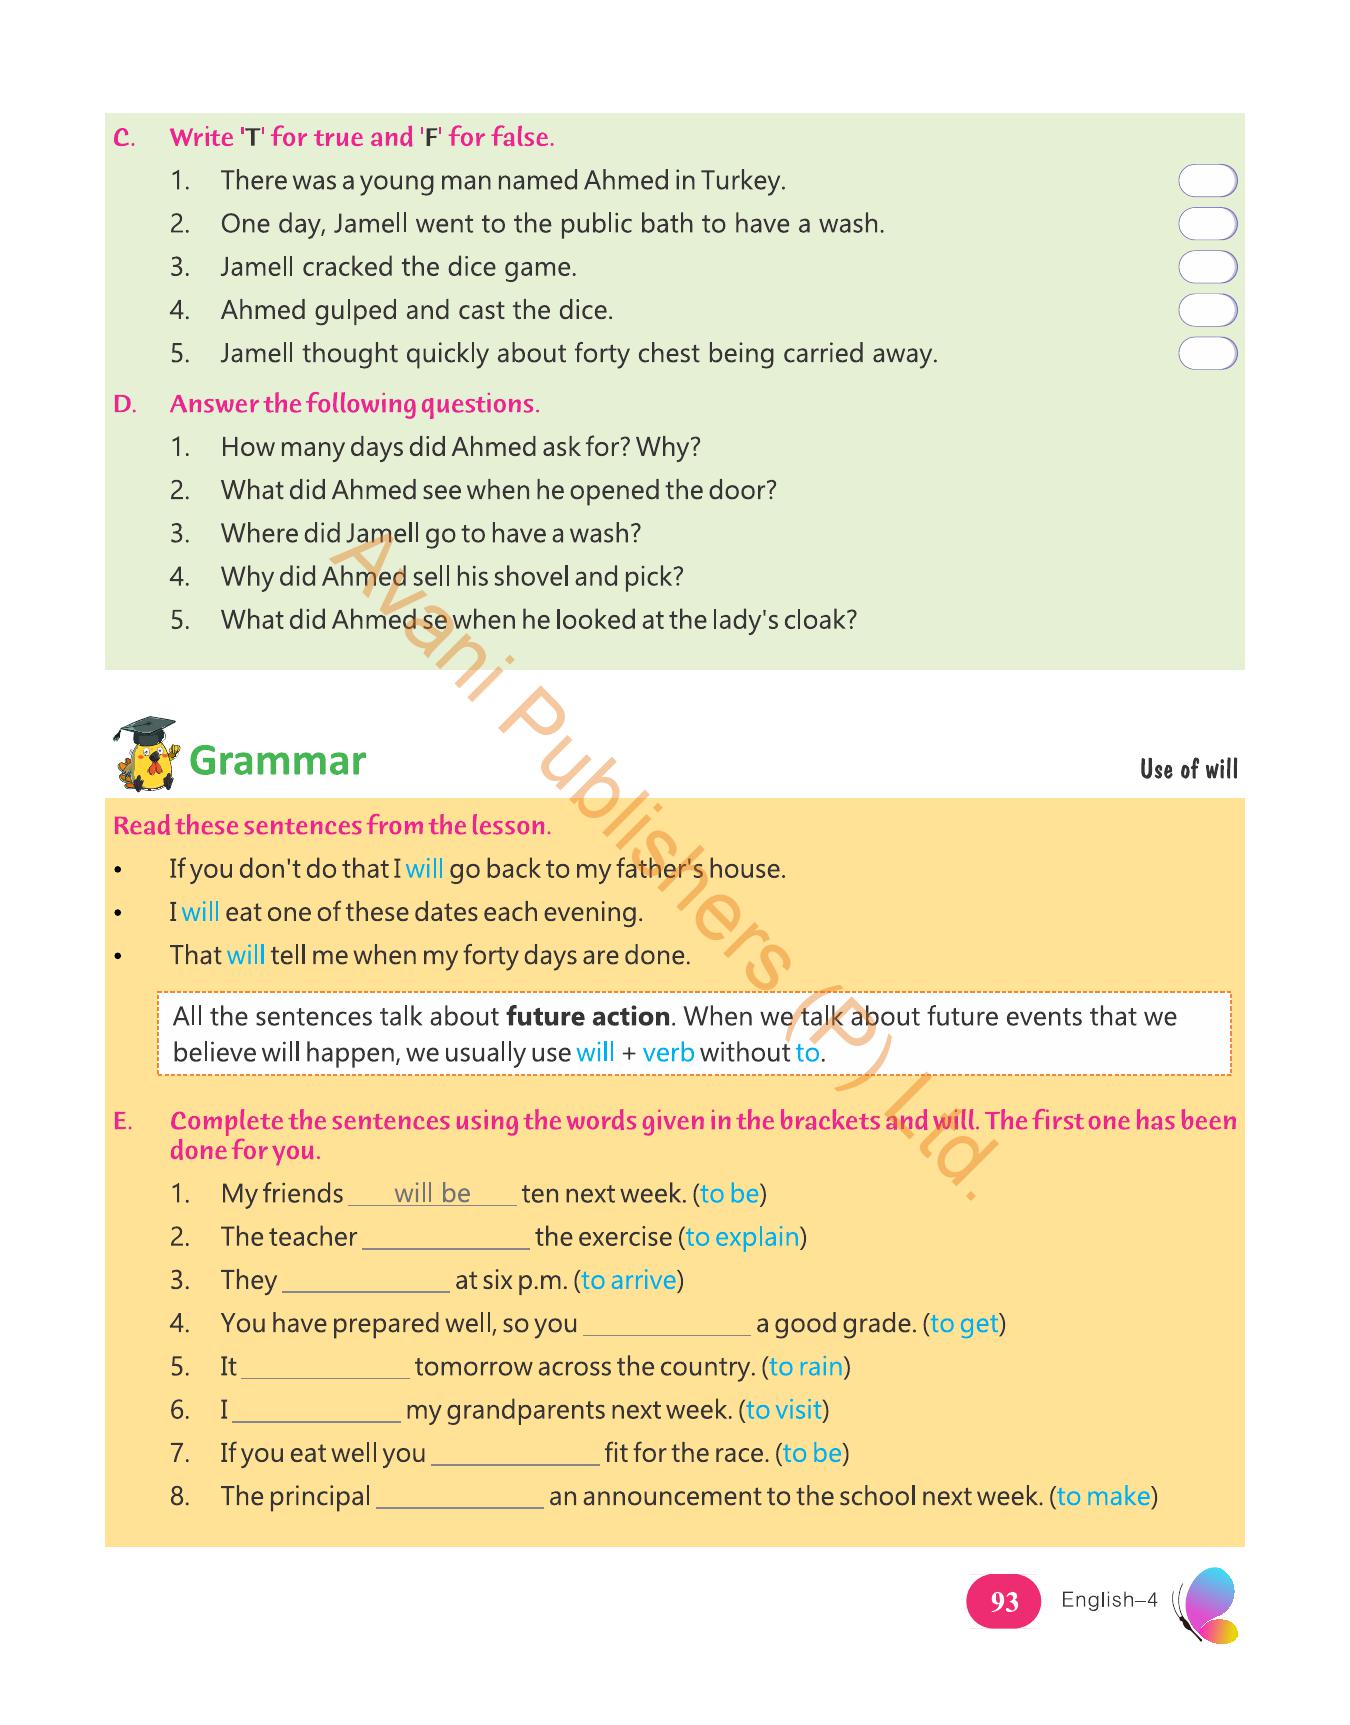 C. Write 'T' for true and 'F' for false.
1. There was a young man named Ahmed in Turkey.
2. One day, Jamell went to the public bath to have a wash.
3. Jamell cracked the dice game.
4. Ahmed gulped and cast the dice.
5. Jamell thought quickly about forty chest being carried away.
D. Answer the following questions.
1. How many days did Ahmed ask for? Why?
2. What did Ahmed see when he opened the door?
3. Where did Jamell go to have a wash?
4. Why did Ahmed sell his shovel and pick?
5. What did Ahmed se when he looked at the lady's cloak?
Grammar
Use of will
Read these sentences from the lesson.
• If you don't do that I will go back to my father's house.
• I will eat one of these dates each evening.
• That will tell me when my forty days are done.
All the sentences talk about future action. When we talk about future events that we
believe will happen, we usually use will + verb without to.
E. Complete the sentences using the words given in the brackets and will. The first one has been
done for you.
1. My friends will be ten next week. (to be)
2. The teacher ____________ the exercise (to explain)
3. They ____________ at six p.m. (to arrive)
4. You have prepared well, so you ____________ a good grade. (to get)
5. It ____________ tomorrow across the country. (to rain)
6. I ____________ my grandparents next week. (to visit)
7. If you eat well you ____________ fit for the race. (to be)
8. The principal ____________ an announcement to the school next week. (to make)
93 English–4
Avani Publishers (P) Ltd.